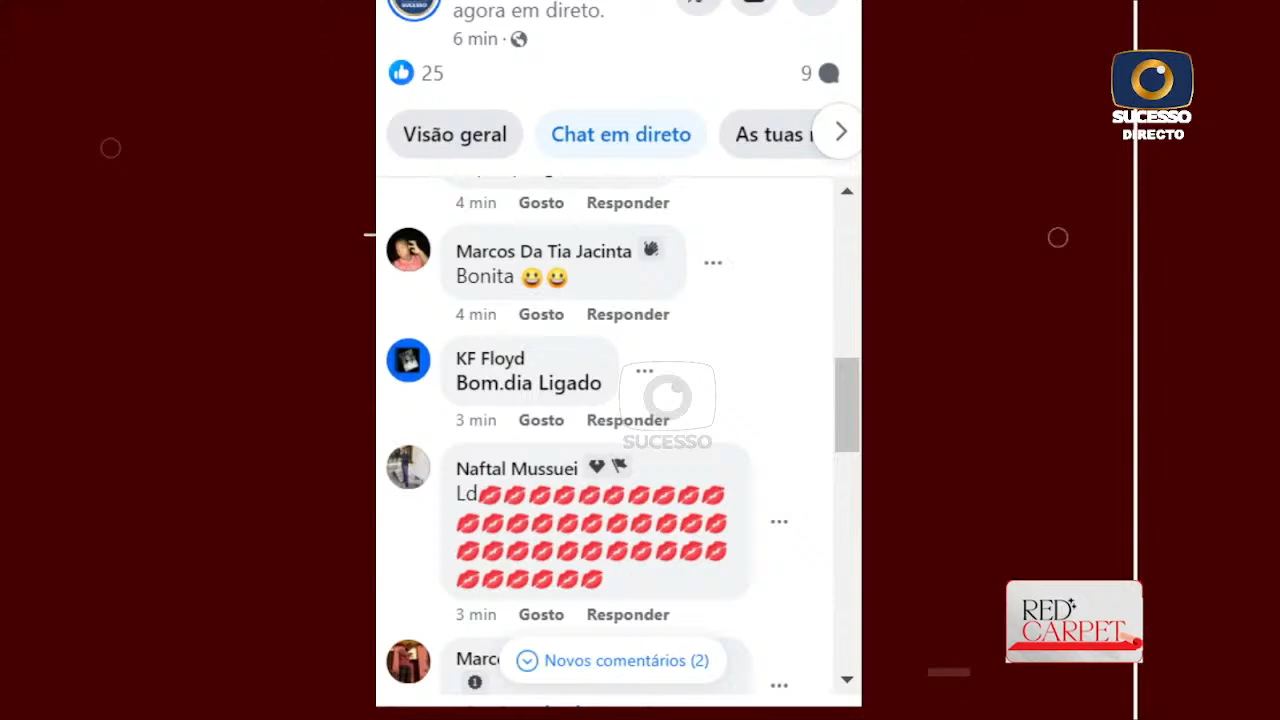 agora em direto.
6 min ·
25
9
Visão geral
Chat em direto
As tuas
4 min Gosto Responder
Marcos Da Tia Jacinta
Bonita 😀😀
4 min Gosto Responder
KF Floyd
Bom.dia Ligado
3 min Gosto Responder
Naftal Mussuei
Ld💋💋💋💋💋💋💋💋💋💋
💋💋💋💋💋💋💋💋💋💋💋
💋💋💋💋💋💋💋💋💋💋💋
💋💋💋💋💋💋
3 min Gosto Responder
Marc
Novos comentários (2)
SUCESSO
DIRECTO
SUCESSO
RED
CARPET